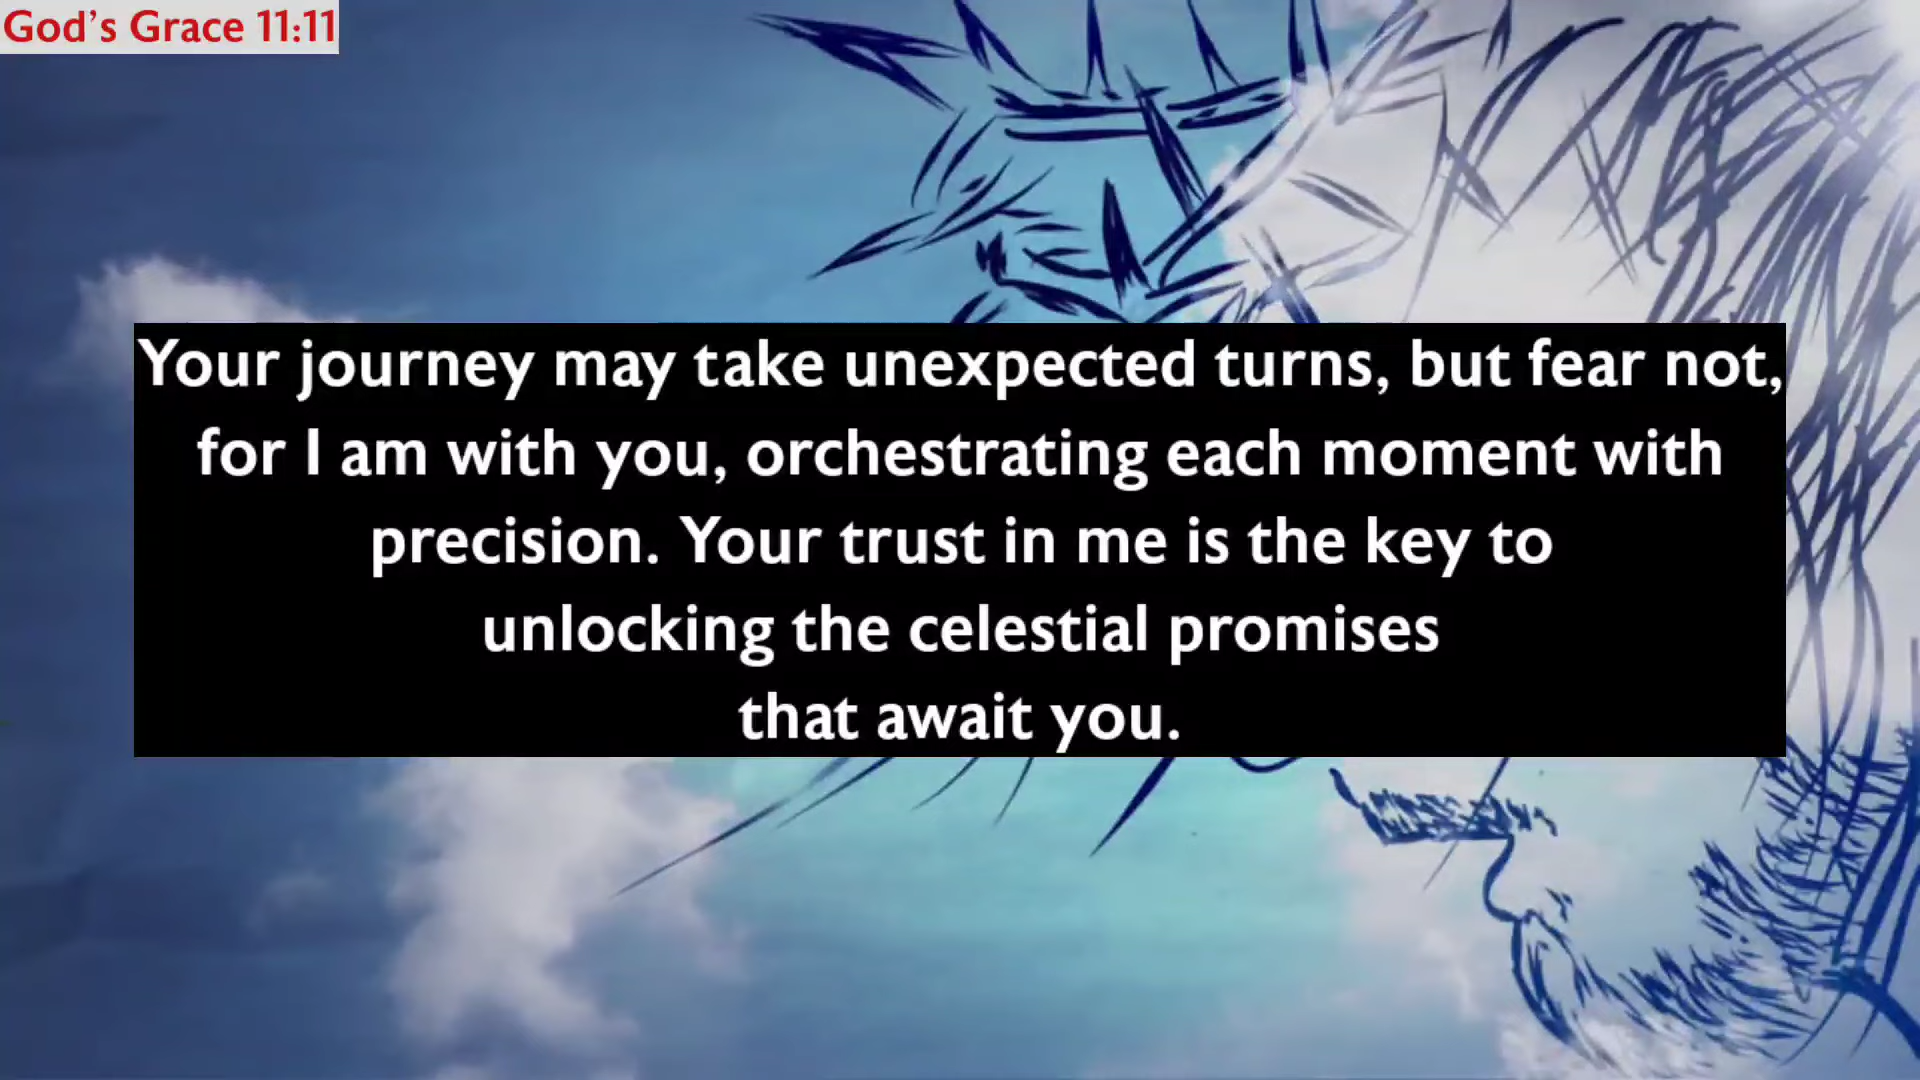 God's Grace 11:11
Your journey may take unexpected turns, but fear not,
for I am with you, orchestrating each moment with
precision. Your trust in me is the key to
unlocking the celestial promises
that await you.